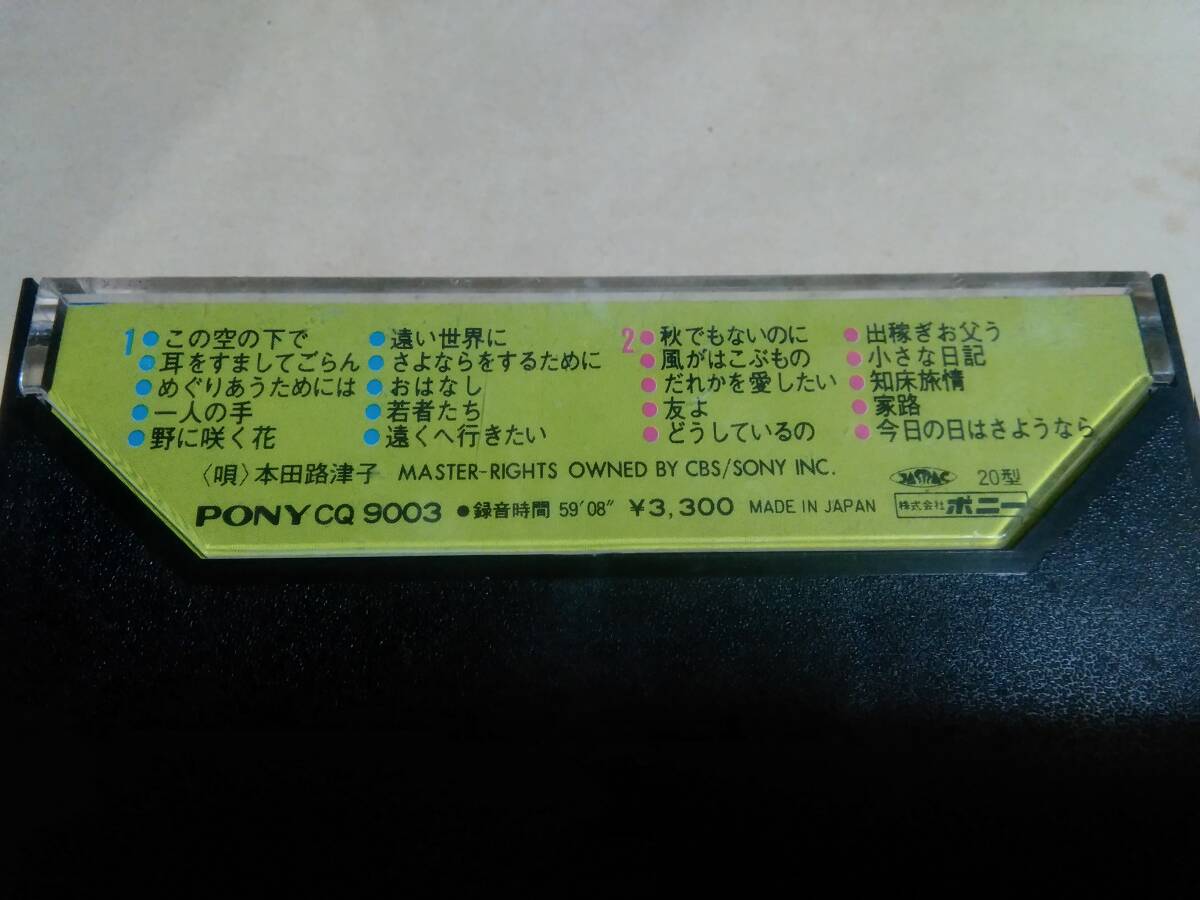 1 ●この空の下で
●耳をすましてごらん
●めぐりあうためには
●一人の手
●野に咲く花
●遠い世界に
●さよならをするために
●おはなし
●若者たち
●遠くへ行きたい
2 ●秋でもないのに
●風がはこぶもの
●だれかを愛したい
●友よ
●どうしているの
●出稼ぎお父う
●小さな日記
●知床旅情
●家路
●今日の日はさようなら
〈唄〉本田路津子 MASTER-RIGHTS OWNED BY CBS/SONY INC. JASRAC 20型
PONY CQ 9003 ●録音時間 59′08″ ¥3,300 MADE IN JAPAN 株式会社ポニー